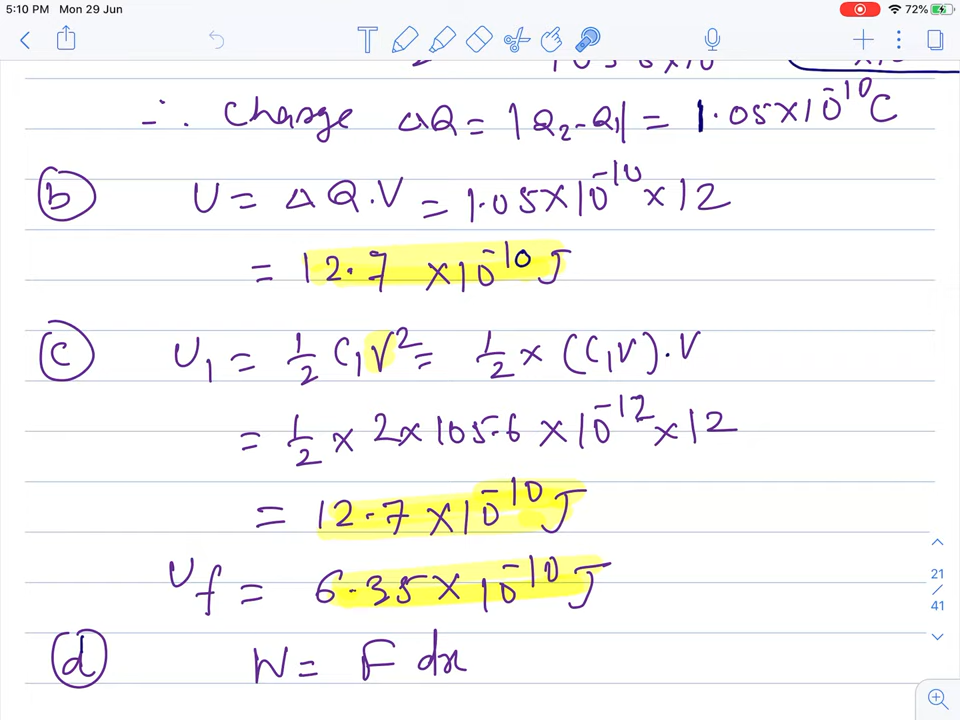 5:10 PM Mon 29 Jun 72%
∴ Charge ΔQ = |Q₂-Q₁| = 1.05×10⁻¹⁰C
(b) U = ΔQ.V = 1.05×10⁻¹⁰ × 12
= 12.7 ×10⁻¹⁰ J
(c) U₁ = 1/2 C₁V² = 1/2 × (C₁V).V
= 1/2 × 2×105.6 ×10⁻¹² ×12
= 12.7 ×10⁻¹⁰ J
Uf = 6.35×10⁻¹⁰ J
21
/
41
(d) W = F dx